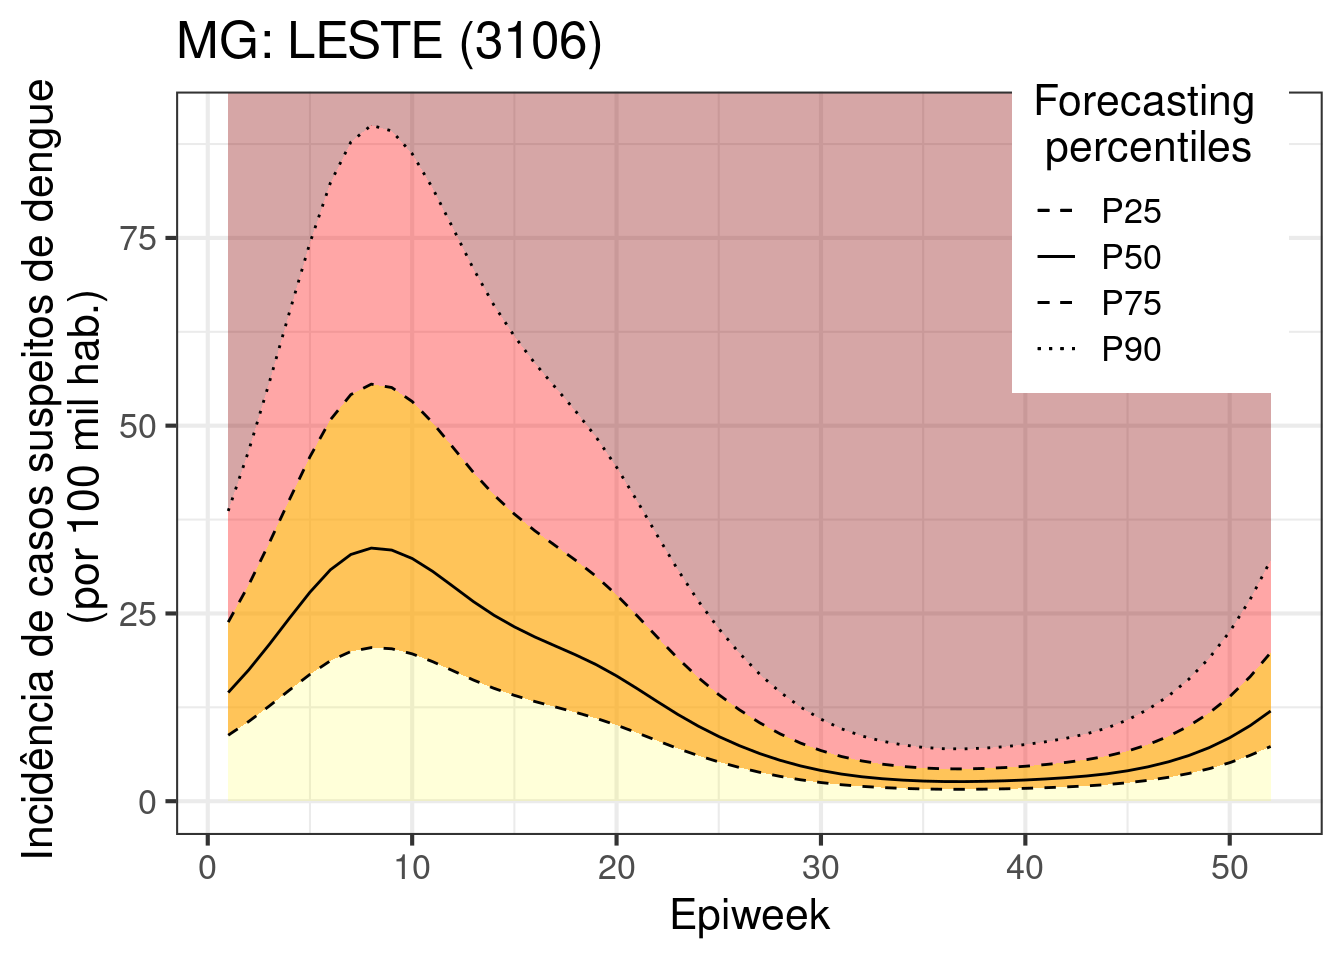 MG: LESTE (3106)
Incidência de casos suspeitos de dengue
(por 100 mil hab.)
75
50
25
0
0 10 20 30 40 50
Epiweek
Forecasting
percentiles
P25
P50
P75
P90